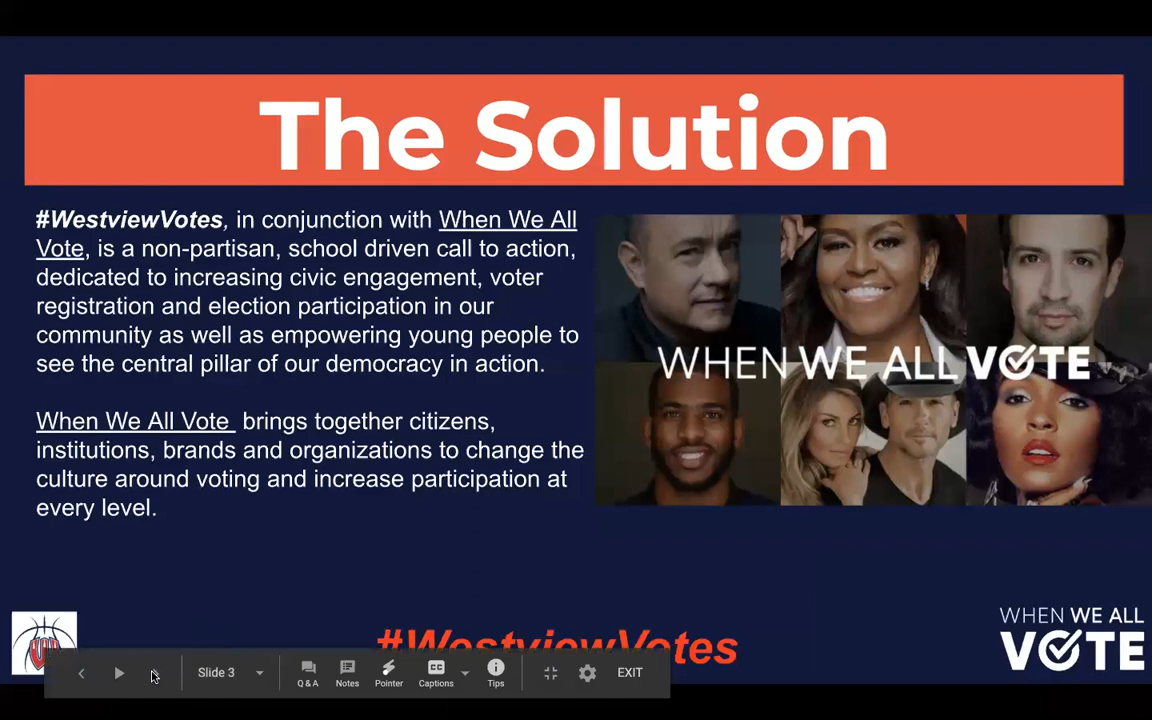 The Solution
#WestviewVotes, in conjunction with When We All
Vote, is a non-partisan, school driven call to action,
dedicated to increasing civic engagement, voter
registration and election participation in our
community as well as empowering young people to
see the central pillar of our democracy in action.
When We All Vote brings together citizens,
institutions, brands and organizations to change the
culture around voting and increase participation at
every level.
WHEN WE ALL VOTE
#WestviewVotes
WHEN WE ALL
VOTE
Slide 3
Q & A
Notes
Pointer
CC
Captions
Tips
EXIT